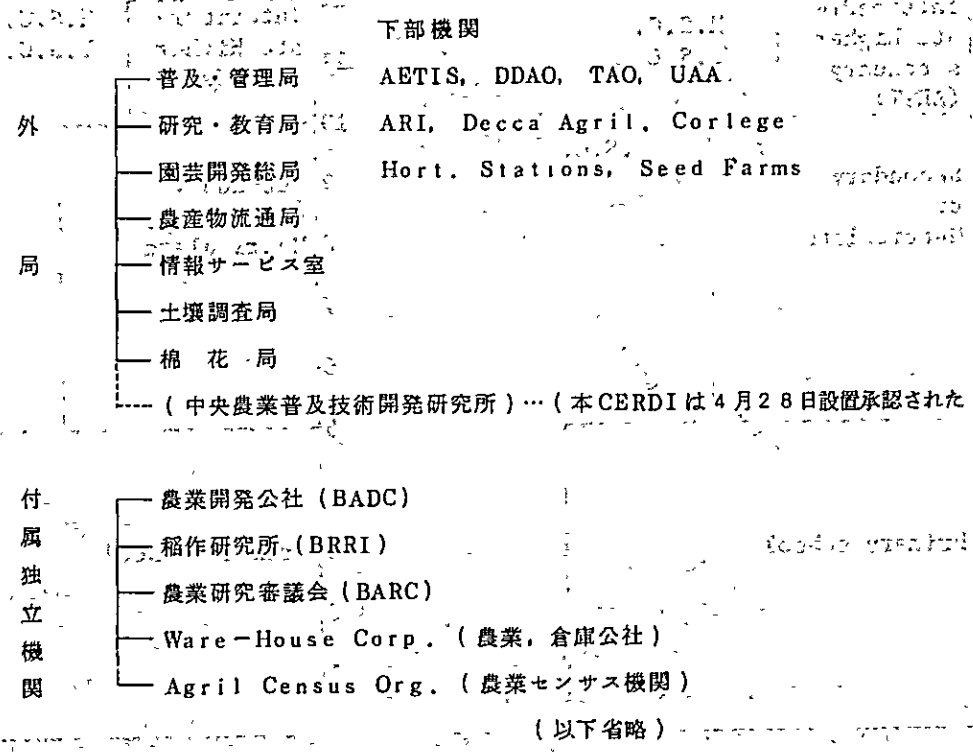 下部機関
普及・管理局 AETIS, DDAO, TAO, UAA
外 研究・教育局 ARI, Decca Agril. Corlege
園芸開発総局 Hort. Stations, Seed Farms
農産物流通局
局 情報サービス室
土壌調査局
棉花局
(中央農業普及技術開発研究所)…(本CERDIは4月28日設置承認された
付属独立機関
農業開発公社(BADC)
稲作研究所(BRRI)
農業研究審議会(BARC)
Ware-House Corp.(農業,倉庫公社)
Agril Census Org.(農業センサス機関)
(以下省略)